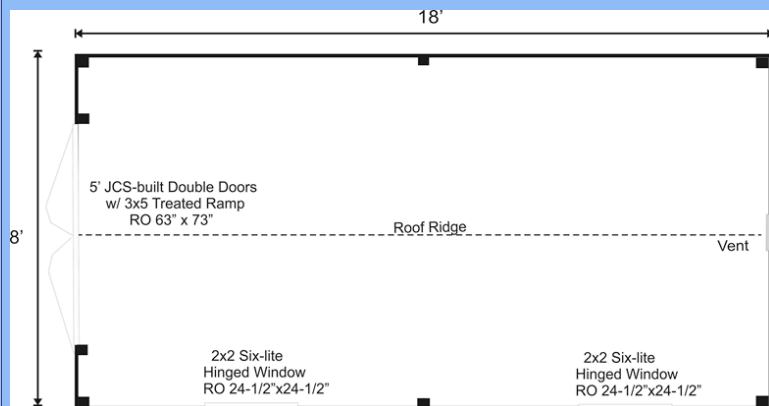 18’
5’ JCS-built Double Doors
w/ 3x5 Treated Ramp
RO 63” x 73”
8’
Roof Ridge
Vent
2x2 Six-lite
Hinged Window
RO 24-1/2”x24-1/2”
2x2 Six-lite
Hinged Window
RO 24-1/2”x24-1/2”